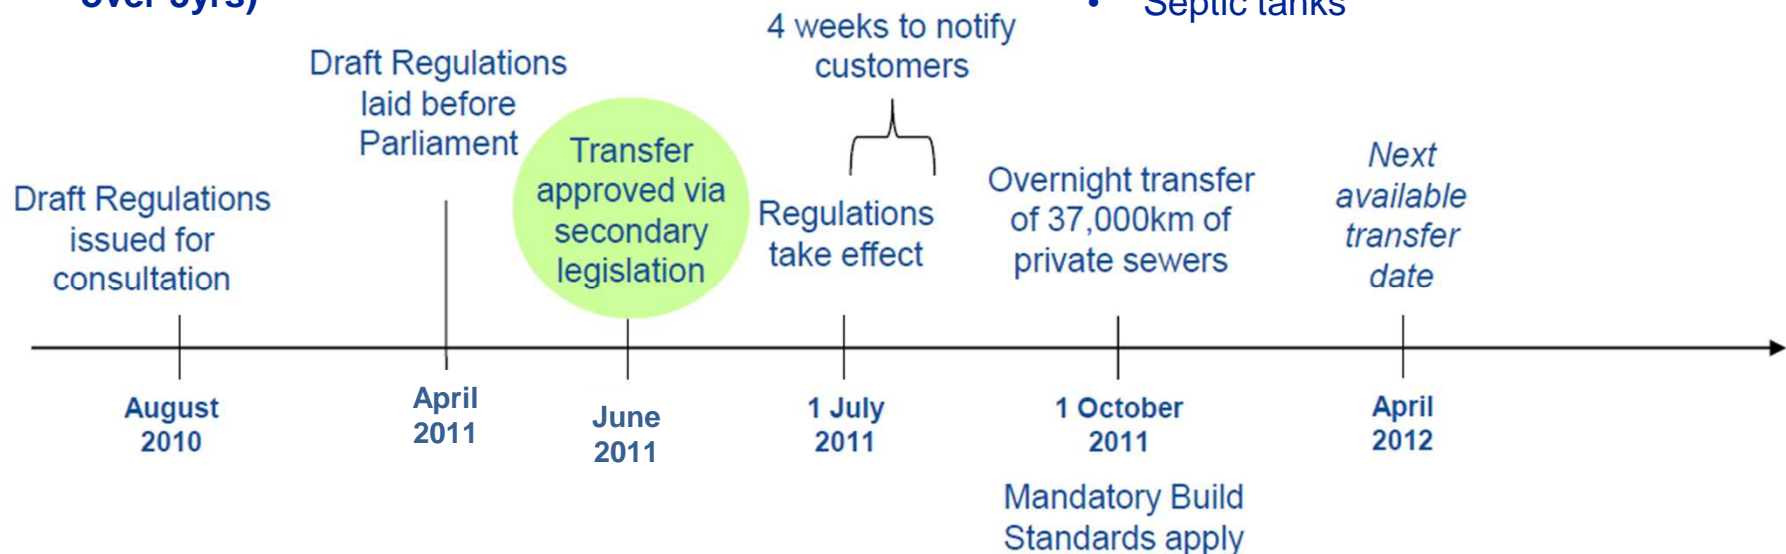 over 5yrs)
• Septic tanks
Draft Regulations
issued for
consultation
Draft Regulations
laid before
Parliament
Transfer
approved via
secondary
legislation
4 weeks to notify
customers
Regulations
take effect
Overnight transfer
of 37,000km of
private sewers
Next
available
transfer
date
August
2010
April
2011
June
2011
1 July
2011
1 October
2011
April
2012
Mandatory Build
Standards apply